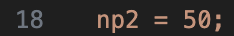 18 np2 = 50;